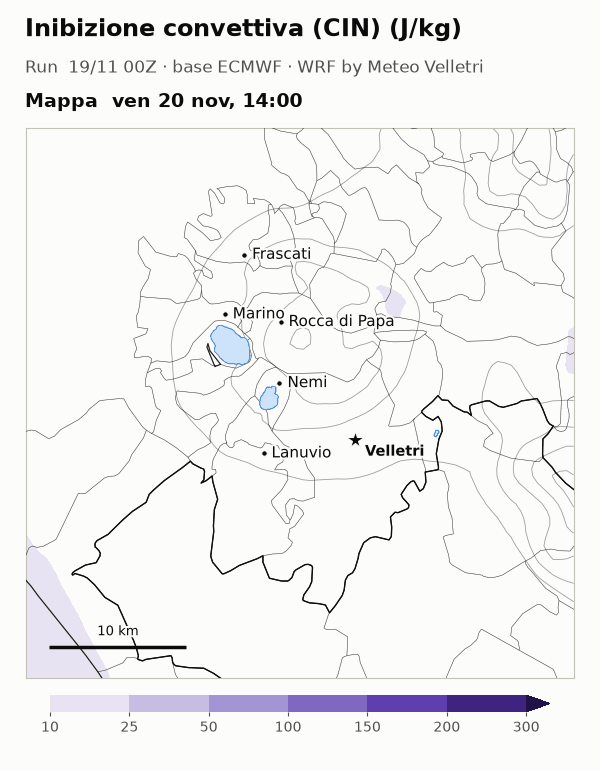 Inibizione convettiva (CIN) (J/kg)
Run  19/11 00Z · base ECMWF · WRF by Meteo Velletri
Mappa  ven 20 nov, 14:00
Frascati
Marino
Rocca di Papa
Nemi
Velletri
Lanuvio
10 km
10 25 50 100 150 200 300